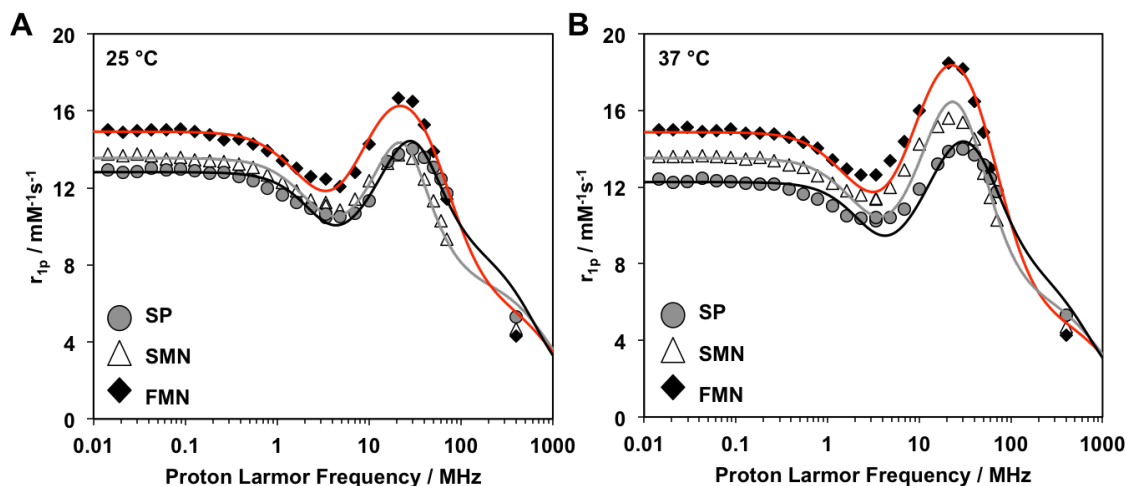 A
25 °C
20
16
12
8
4
0
r1p / mM-1s-1
SP
SMN
FMN
0.01 0.1 1 10 100 1000
Proton Larmor Frequency / MHz
B
37 °C
20
16
12
8
4
0
r1p / mM-1s-1
SP
SMN
FMN
0.01 0.1 1 10 100 1000
Proton Larmor Frequency / MHz